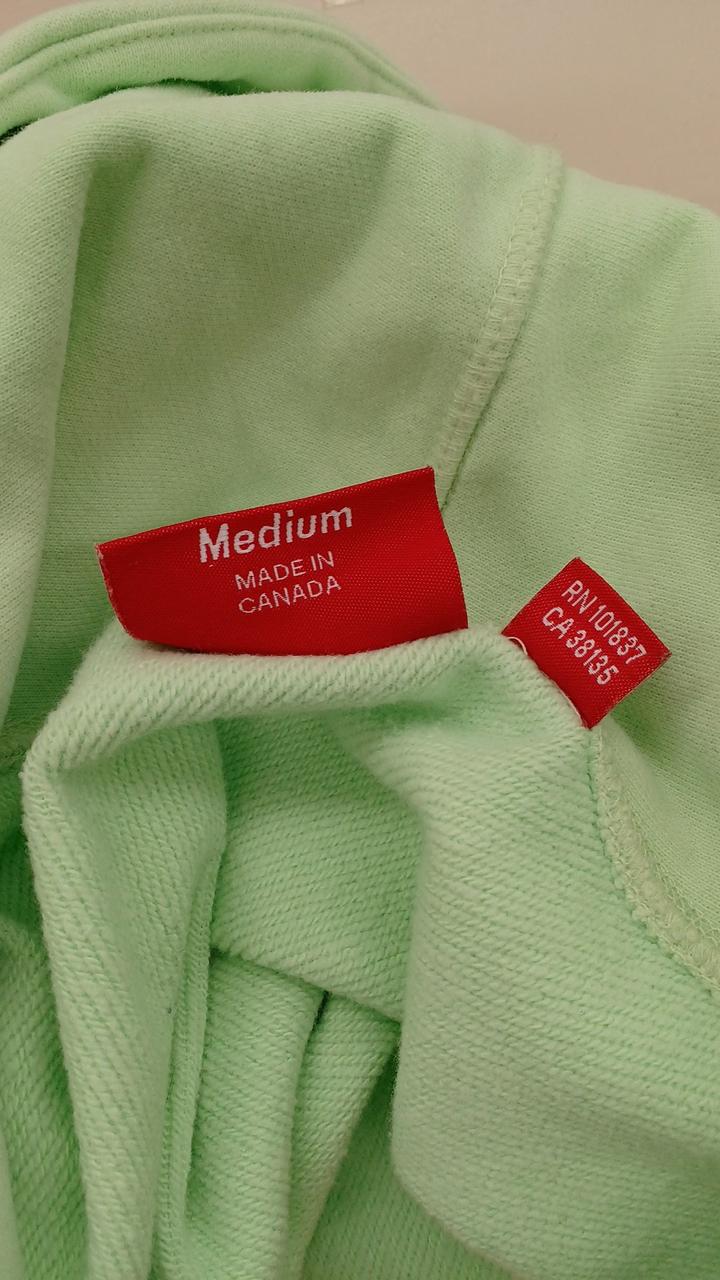 Medium
MADE IN
CANADA
RN 101837
CA 38135